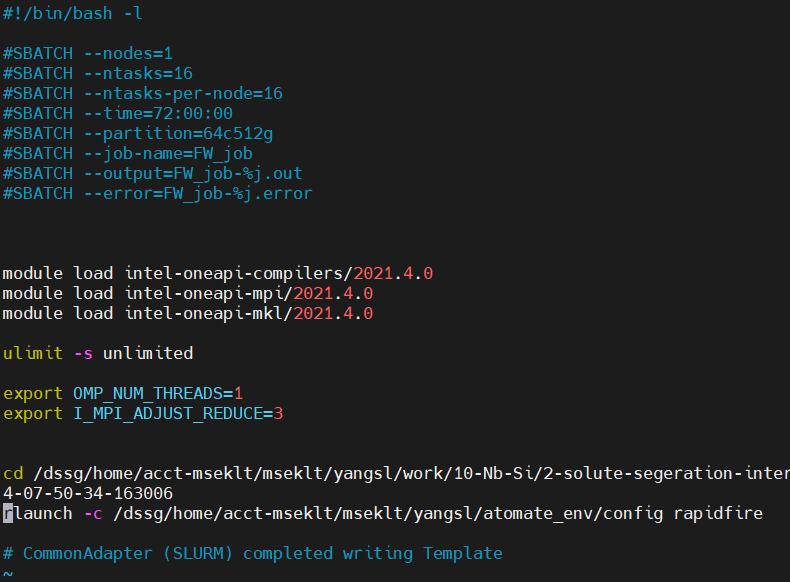 #!/bin/bash -l
#SBATCH --nodes=1
#SBATCH --ntasks=16
#SBATCH --ntasks-per-node=16
#SBATCH --time=72:00:00
#SBATCH --partition=64c512g
#SBATCH --job-name=FW_job
#SBATCH --output=FW_job-%j.out
#SBATCH --error=FW_job-%j.error
module load intel-oneapi-compilers/2021.4.0
module load intel-oneapi-mpi/2021.4.0
module load intel-oneapi-mkl/2021.4.0
ulimit -s unlimited
export OMP_NUM_THREADS=1
export I_MPI_ADJUST_REDUCE=3
cd /dssg/home/acct-mseklt/mseklt/yangsl/work/10-Nb-Si/2-solute-segeration-inter
4-07-50-34-163006
rlaunch -c /dssg/home/acct-mseklt/mseklt/yangsl/atomate_env/config rapidfire
# CommonAdapter (SLURM) completed writing Template
~